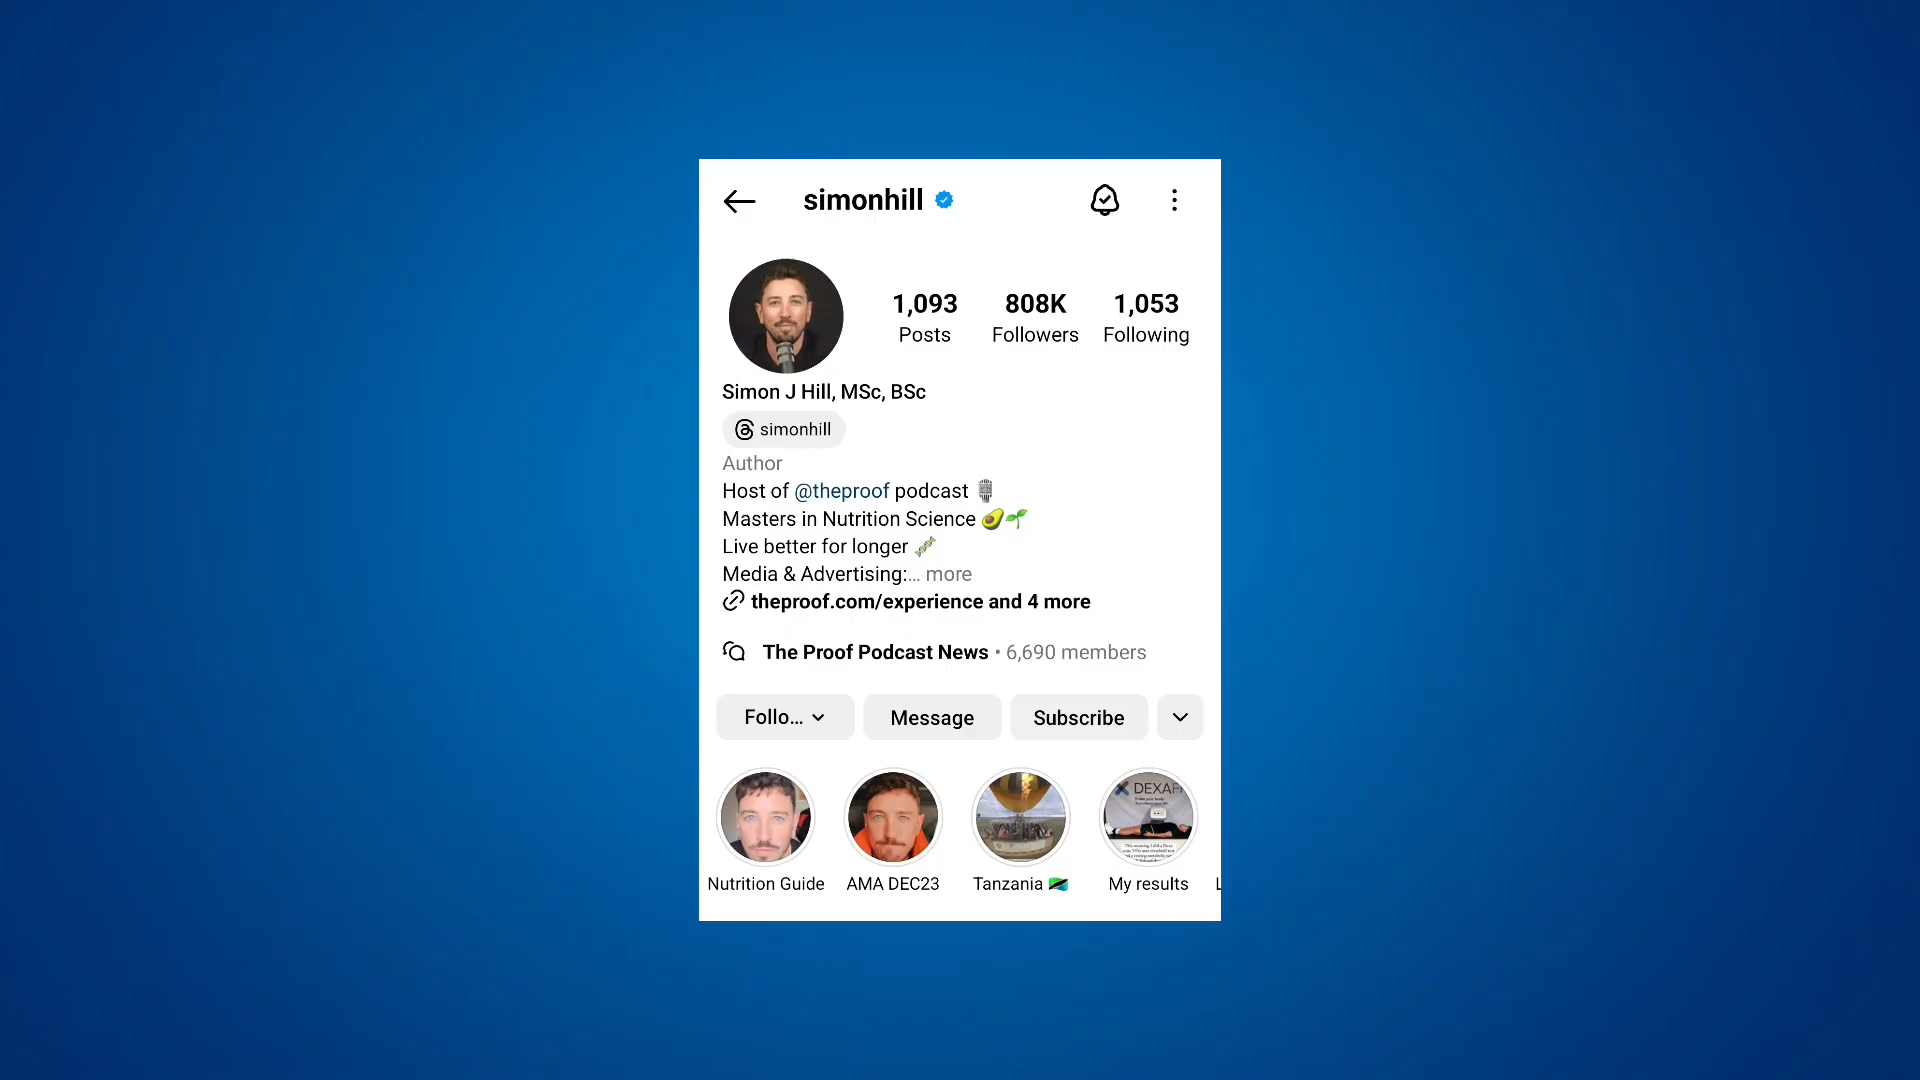 simonhill
1,093 808K 1,053
Posts Followers Following
Simon J Hill, MSc, BSc
simonhill
Author
Host of @theproof podcast
Masters in Nutrition Science
Live better for longer
Media & Advertising:... more
theproof.com/experience and 4 more
The Proof Podcast News • 6,690 members
Follo... Message Subscribe
DEXAF
Nutrition Guide AMA DEC23 Tanzania My results L